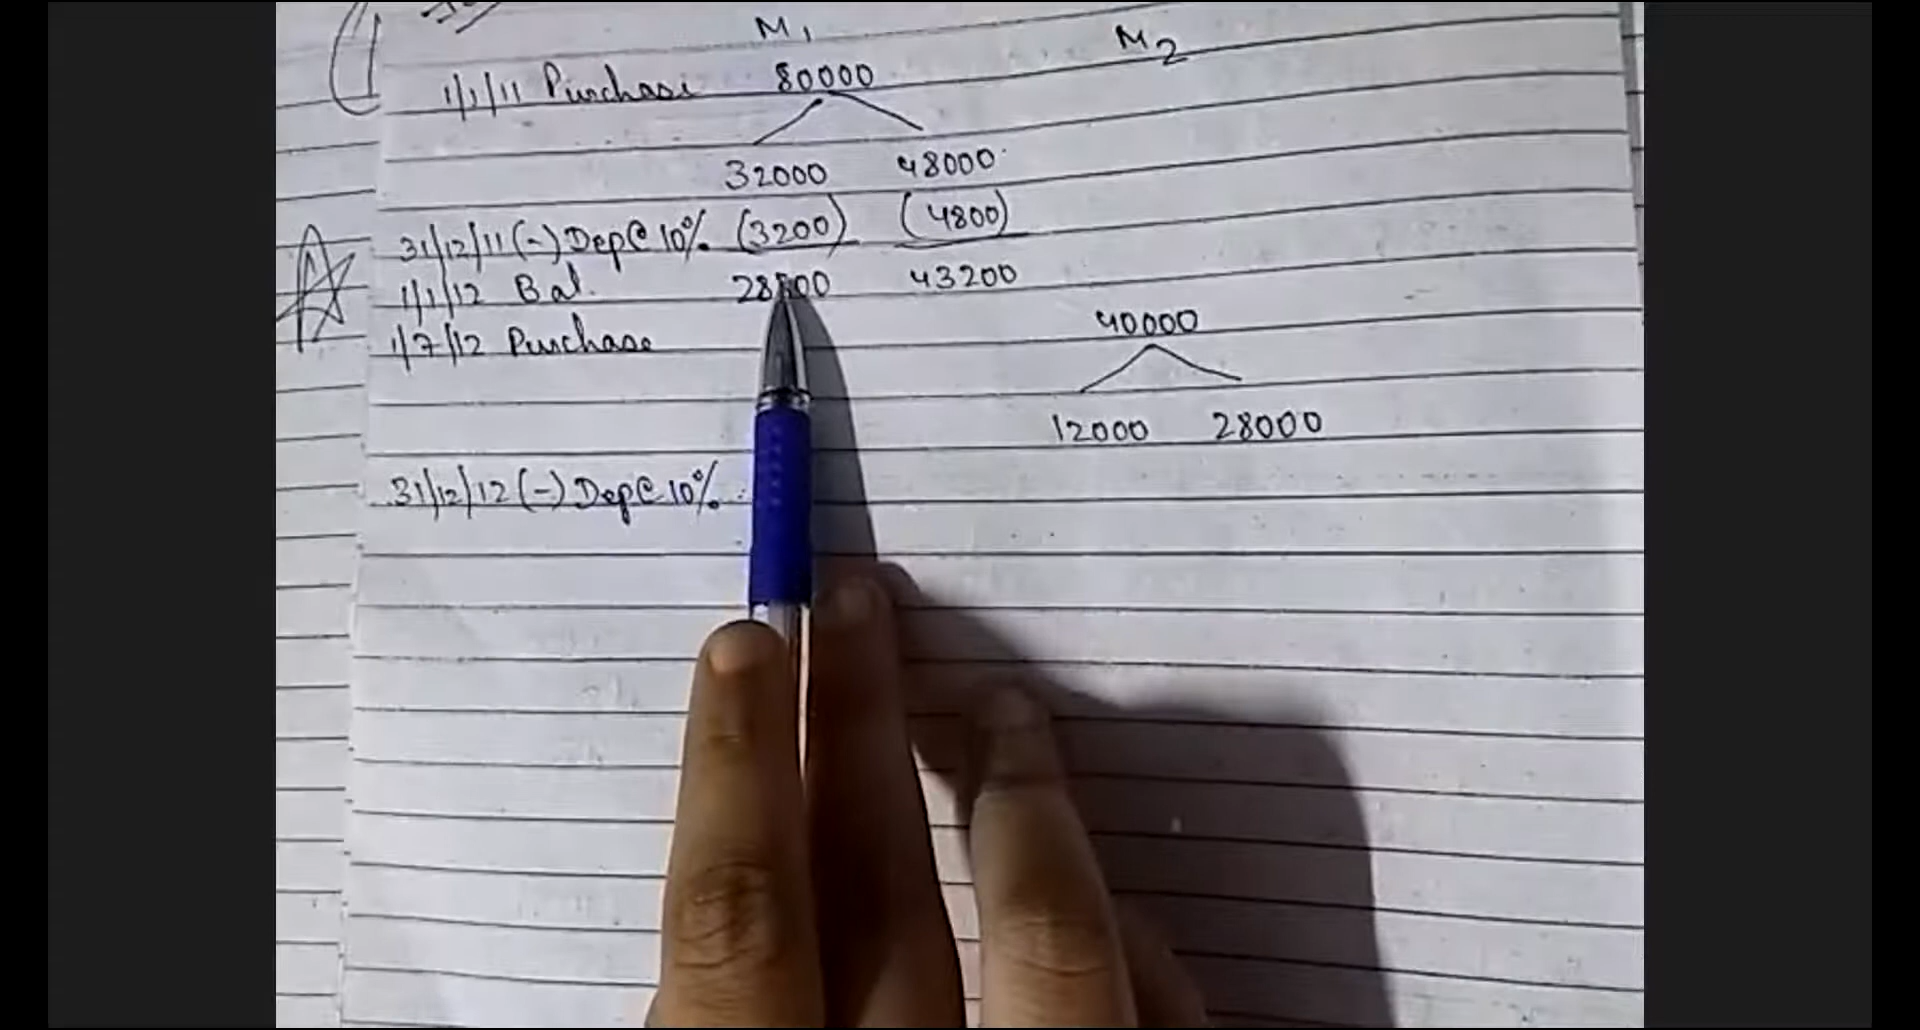 M1 M2
1/1/11 Purchase 80000
32000 48000
31/12/11 (-) Dep@ 10% (3200) (4800)
1/1/12 Bal. 43200
40000
1/7/12 Purchase
12000 28000
31/12/12 (-) Dep@ 10%